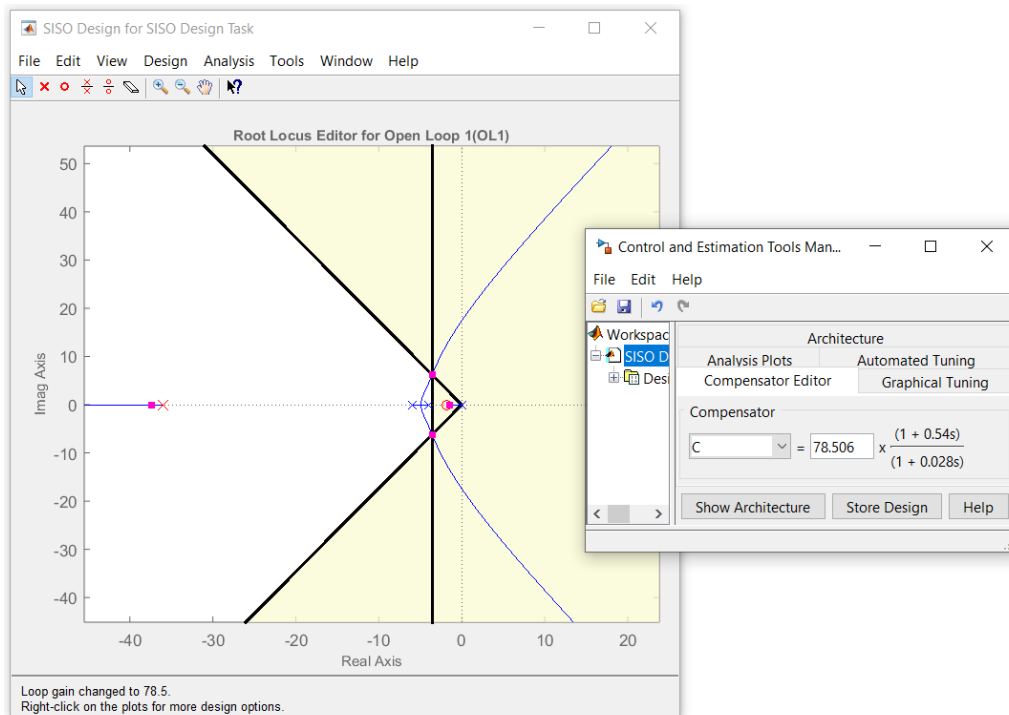 SISO Design for SISO Design Task
File Edit View Design Analysis Tools Window Help
Root Locus Editor for Open Loop 1(OL1)
50
40
30
20
10
0
-10
-20
-30
-40
Imag Axis
-40 -30 -20 -10 0 10 20
Real Axis
Loop gain changed to 78.5.
Right-click on the plots for more design options.
Control and Estimation Tools Man...
File Edit Help
Workspac
SISO D
Desi
Architecture
Analysis Plots Automated Tuning
Compensator Editor Graphical Tuning
Compensator
C = 78.506 x (1 + 0.54s)
(1 + 0.028s)
Show Architecture Store Design Help